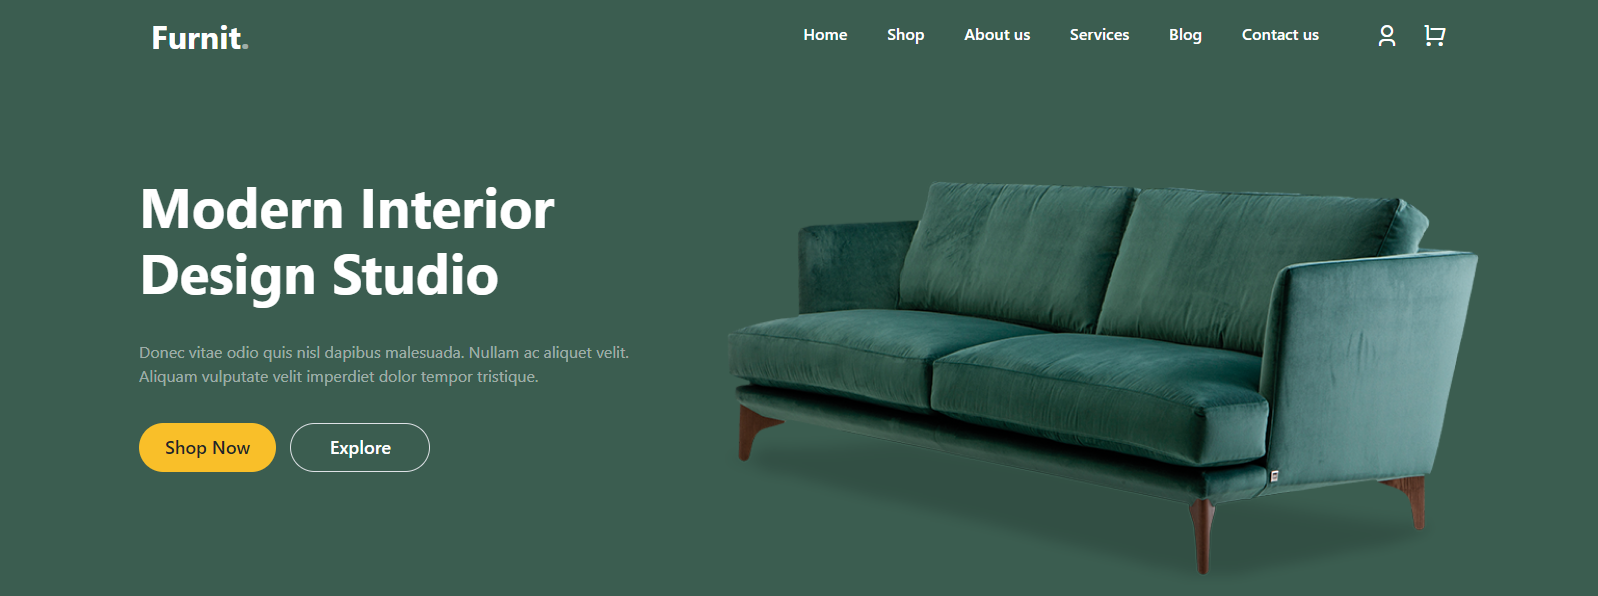 Furnit.
Home Shop About us Services Blog Contact us
Modern Interior
Design Studio
Donec vitae odio quis nisl dapibus malesuada. Nullam ac aliquet velit.
Aliquam vulputate velit imperdiet dolor tempor tristique.
Shop Now Explore